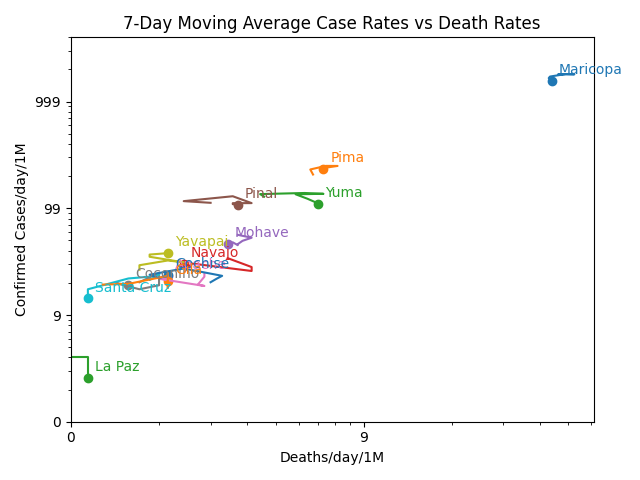 7-Day Moving Average Case Rates vs Death Rates
Maricopa
999
Pima
Confirmed Cases/day/1M
Pinal
Yuma
99
Mohave
Yavapai
Navajo
Cochise
Coconino
Santa Cruz
9
La Paz
0
0
9
Deaths/day/1M